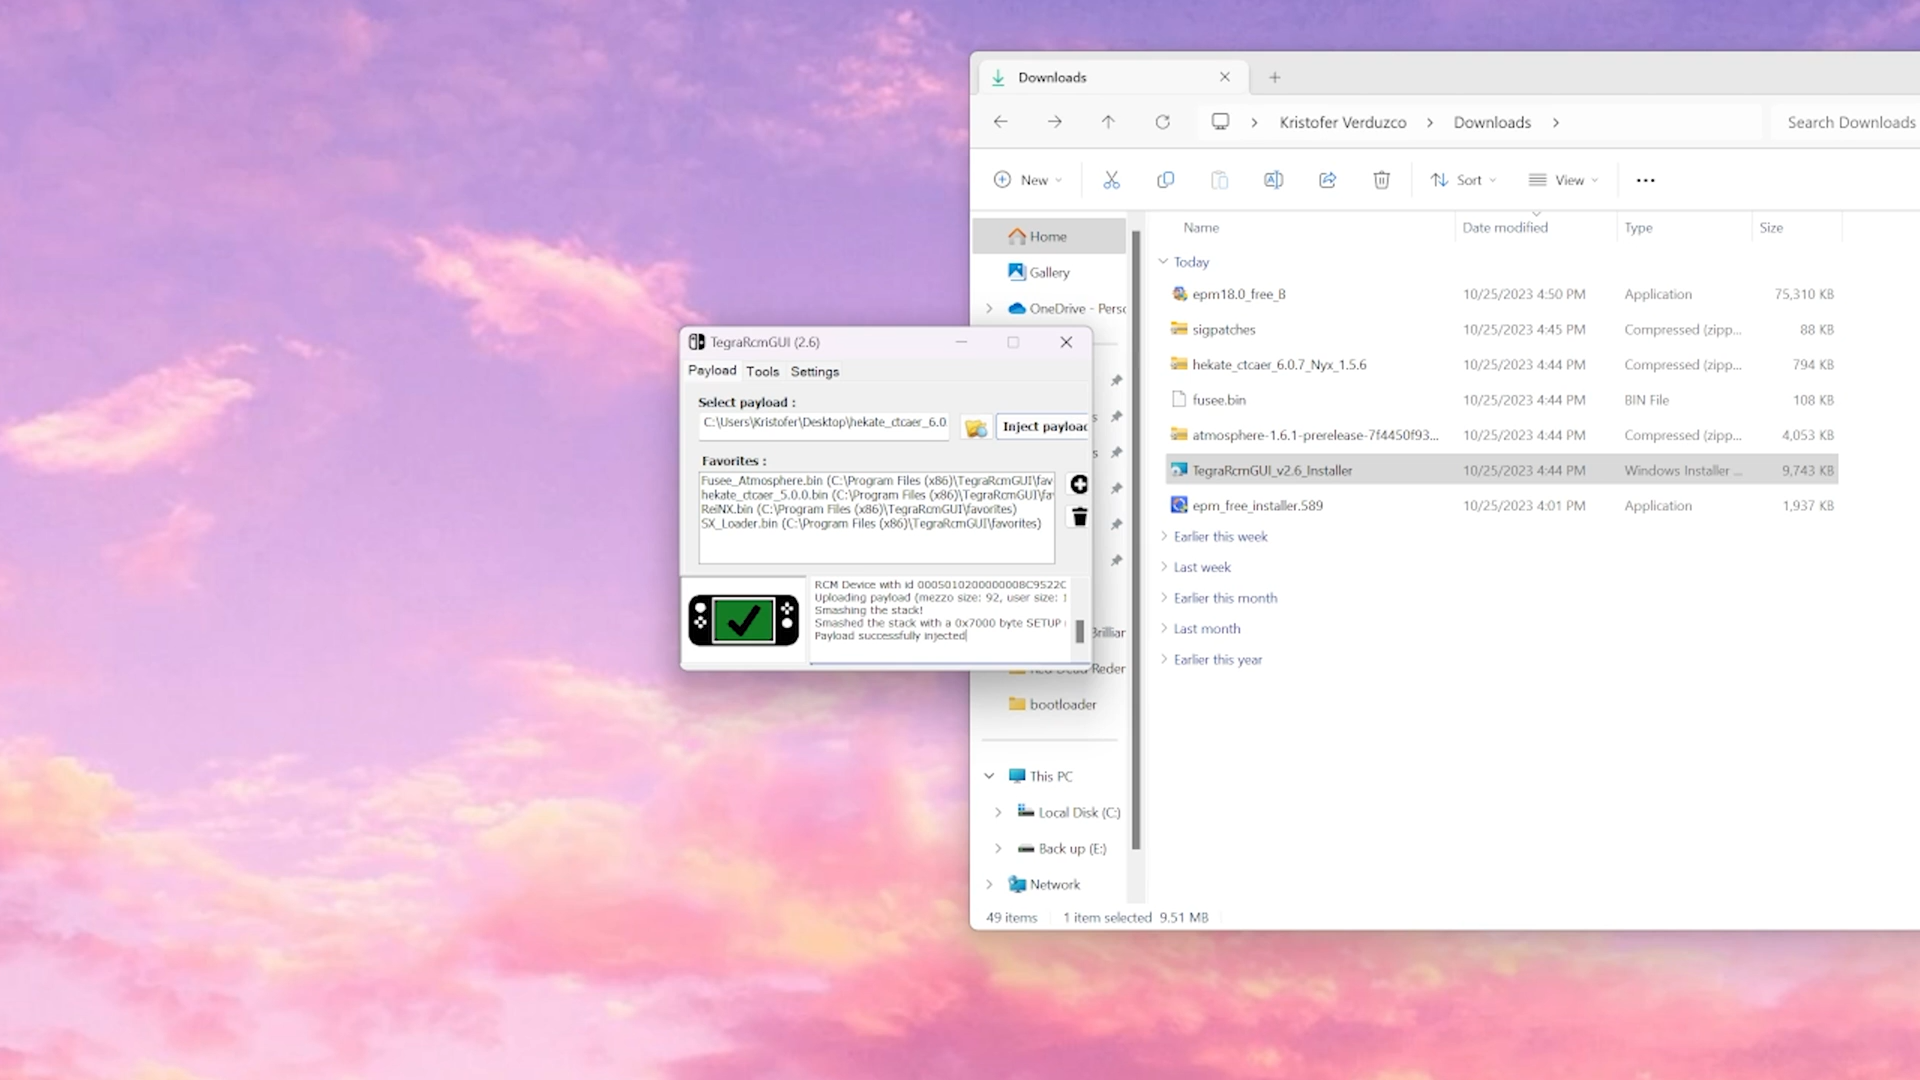 Downloads
Kristofer Verduzco
Downloads
Search Downloads
New
Sort
View
Name
Date modified
Type
Size
Home
Gallery
OneDrive - Perso
Today
epm18.0_free_B 10/25/2023 4:50 PM Application 75,310 KB
sigpatches 10/25/2023 4:45 PM Compressed (zipp... 88 KB
hekate_ctcaer_6.0.7_Nyx_1.5.6 10/25/2023 4:44 PM Compressed (zipp... 794 KB
fusee.bin 10/25/2023 4:44 PM BIN File 108 KB
atmosphere-1.6.1-prerelease-7f4450f93... 10/25/2023 4:44 PM Compressed (zipp... 4,053 KB
TegraRcmGUI_v2.6_Installer 10/25/2023 4:44 PM Windows Installer ... 9,743 KB
epm_free_installer.589 10/25/2023 4:01 PM Application 1,937 KB
Earlier this week
Last week
Earlier this month
Last month
Earlier this year
TegraRcmGUI (2.6)
Payload Tools Settings
Select payload :
C:\Users\Kristofer\Desktop\hekate_ctcaer_6.0
Inject payload
Favorites :
Fusee_Atmosphere.bin (C:\Program Files (x86)\TegraRcmGUI\fav
hekate_ctcaer_5.0.0.bin (C:\Program Files (x86)\TegraRcmGUI\fa
ReiNX.bin (C:\Program Files (x86)\TegraRcmGUI\favorites)
SX_Loader.bin (C:\Program Files (x86)\TegraRcmGUI\favorites)
RCM Device with id 0005010200000008C9522C
Uploading payload (mezzo size: 92, user size: 1
Smashing the stack!
Smashed the stack with a 0x7000 byte SETUP
Payload successfully injected
Brilliar
bootloader
This PC
Local Disk (C:)
Back up (E:)
Network
49 items
1 item selected 9.51 MB